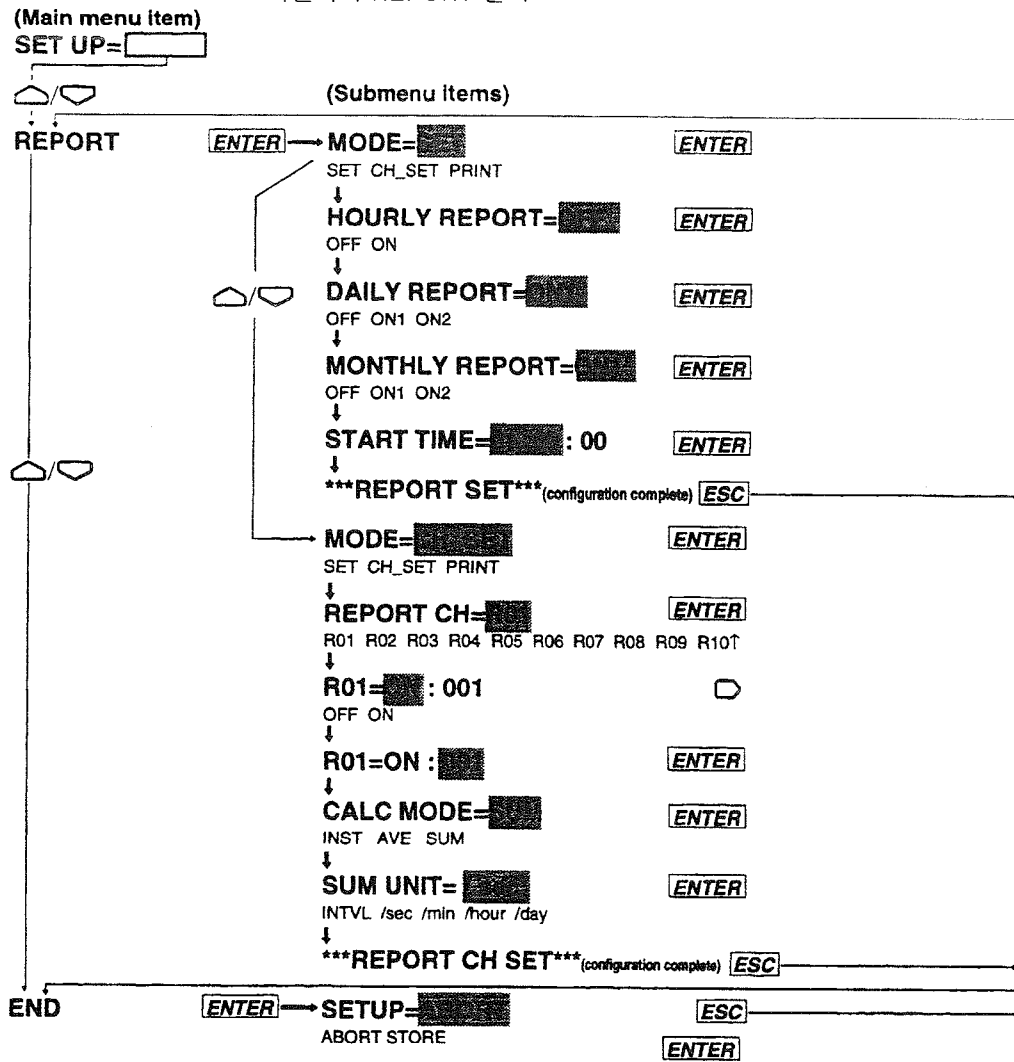 (Main menu item)
SET UP=
(Submenu items)
REPORT ENTER MODE= ENTER
SET CH_SET PRINT
HOURLY REPORT= ENTER
OFF ON
DAILY REPORT= ENTER
OFF ON1 ON2
MONTHLY REPORT= ENTER
OFF ON1 ON2
START TIME= : 00 ENTER
***REPORT SET***(configuration complete) ESC
MODE= ENTER
SET CH_SET PRINT
REPORT CH=R01 ENTER
R01 R02 R03 R04 R05 R06 R07 R08 R09 R10↑
R01= : 001
OFF ON
R01=ON : 001 ENTER
CALC MODE=SUM ENTER
INST AVE SUM
SUM UNIT= ENTER
INTVL /sec /min /hour /day
***REPORT CH SET***(configuration complete) ESC
END ENTER SETUP= ESC
ABORT STORE
ENTER